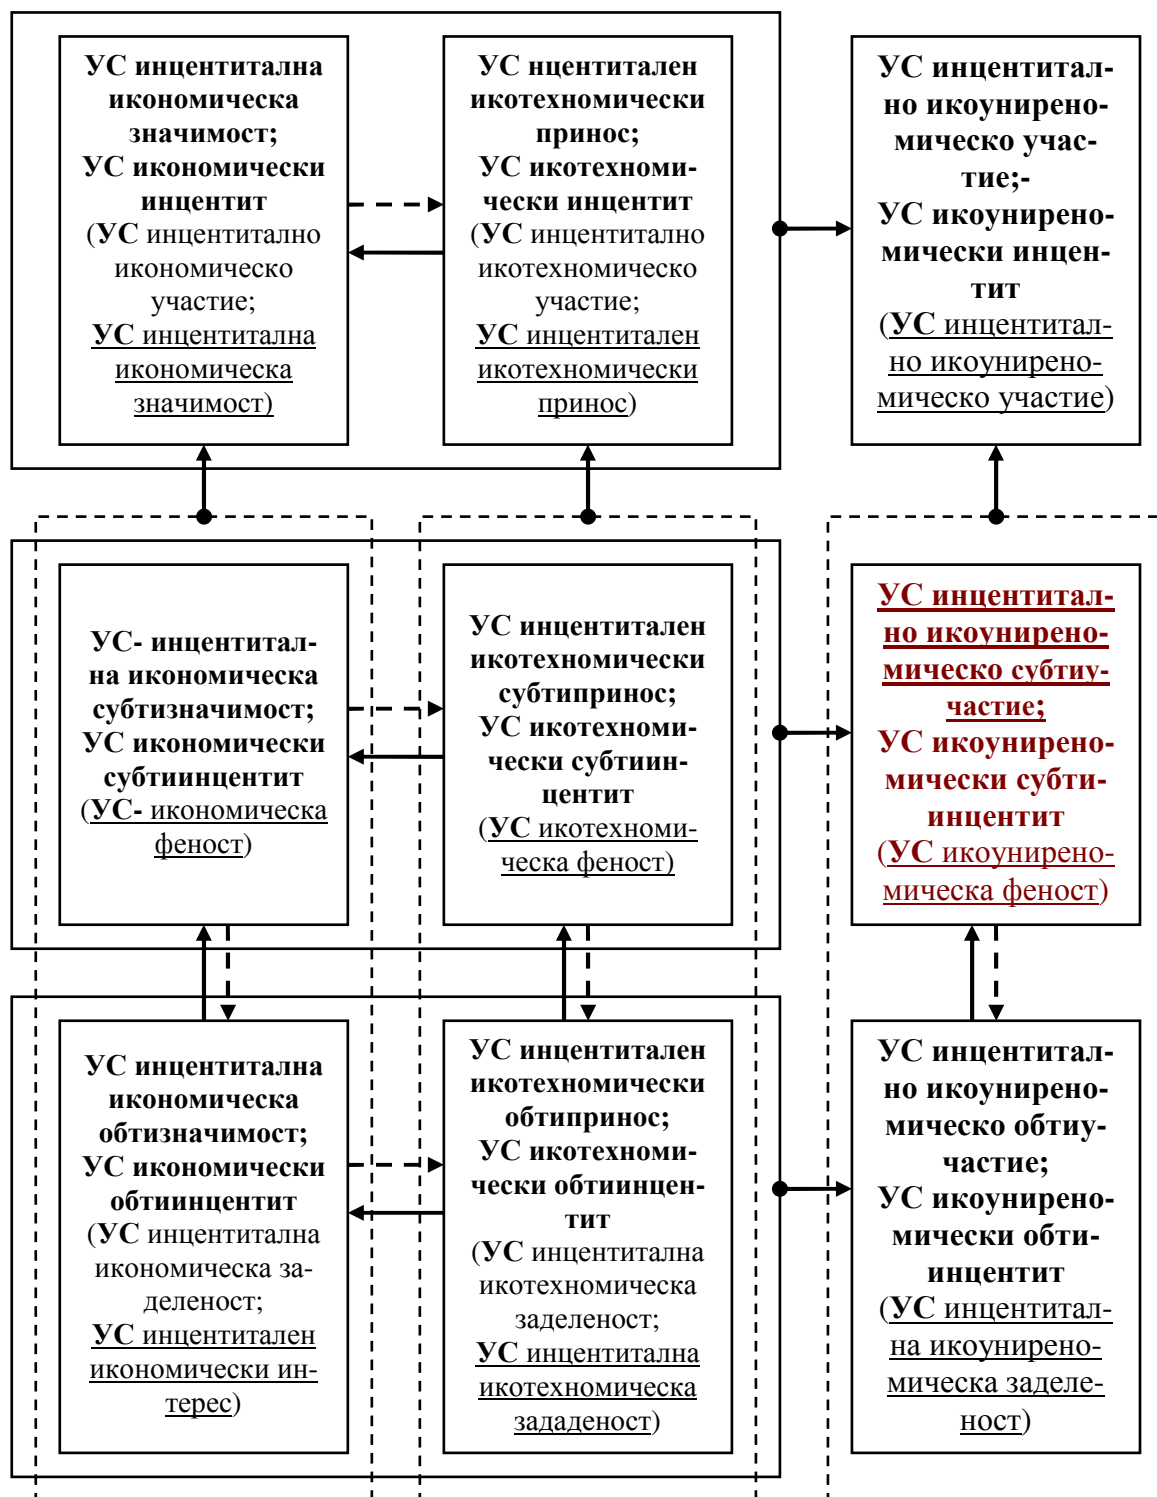 УС инцентитална
икономическа
значимост;
УС икономически
инцентит
(УС инцентитално
икономическо
участие;
УС инцентитална
икономическа
значимост)
УС нцентитален
икотехномически
принос;
УС икотехноми-
чески инцентит
(УС инцентитално
икотехномическо
участие;
УС инцентитален
икотехномически
принос)
УС инцентитал-
но икоунирено-
мическо учас-
тие;-
УС икоунирено-
мически инцен-
тит
(УС инцентитал-
но икоунирено-
мическо участие)
УС- инцентитал-
на икономическа
субтизначимост;
УС икономически
субтиинцентит
(УС- икономическа
феност)
УС инцентитален
икотехномически
субтипринос;
УС икотехноми-
чески субтиин-
центит
(УС икотехноми-
ческа феност)
УС инцентитал-
но икоунирено-
мическо субтиу-
частие;
УС икоунирено-
мически субти-
инцентит
(УС икоунирено-
мическа феност)
УС инцентитална
икономическа
обтизначимост;
УС икономически
обтиинцентит
(УС инцентитална
икономическа за-
деленост;
УС инцентитален
икономически ин-
терес)
УС инцентитален
икотехномически
обтипринос;
УС икотехноми-
чески обтиинцен-
тит
(УС инцентитална
икотехномическа
заделеност;
УС инцентитална
икотехномическа
зададеност)
УС инцентитал-
но икоунирено-
мическо обтиу-
частие;
УС икоунирено-
мически обти-
инцентит
(УС инцентитал-
на икоунирено-
мическа заделе-
ност)